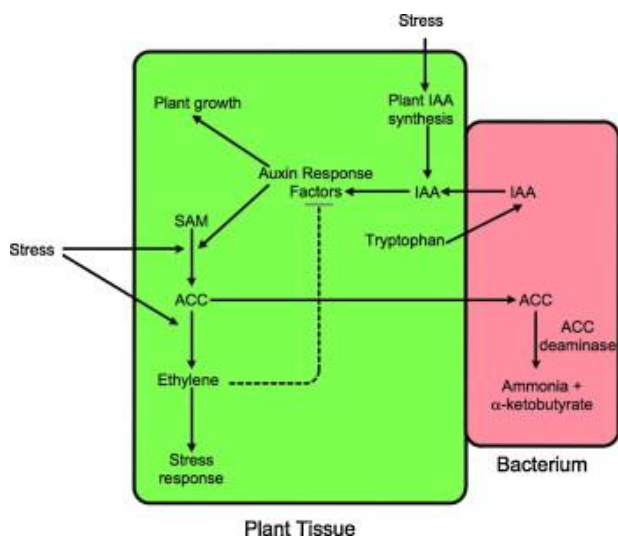 Stress
Plant growth
Plant IAA
synthesis
Auxin Response
Factors
IAA
IAA
SAM
Tryptophan
Stress
ACC
ACC
ACC
deaminase
Ethylene
Ammonia +
α-ketobutyrate
Stress
response
Bacterium
Plant Tissue